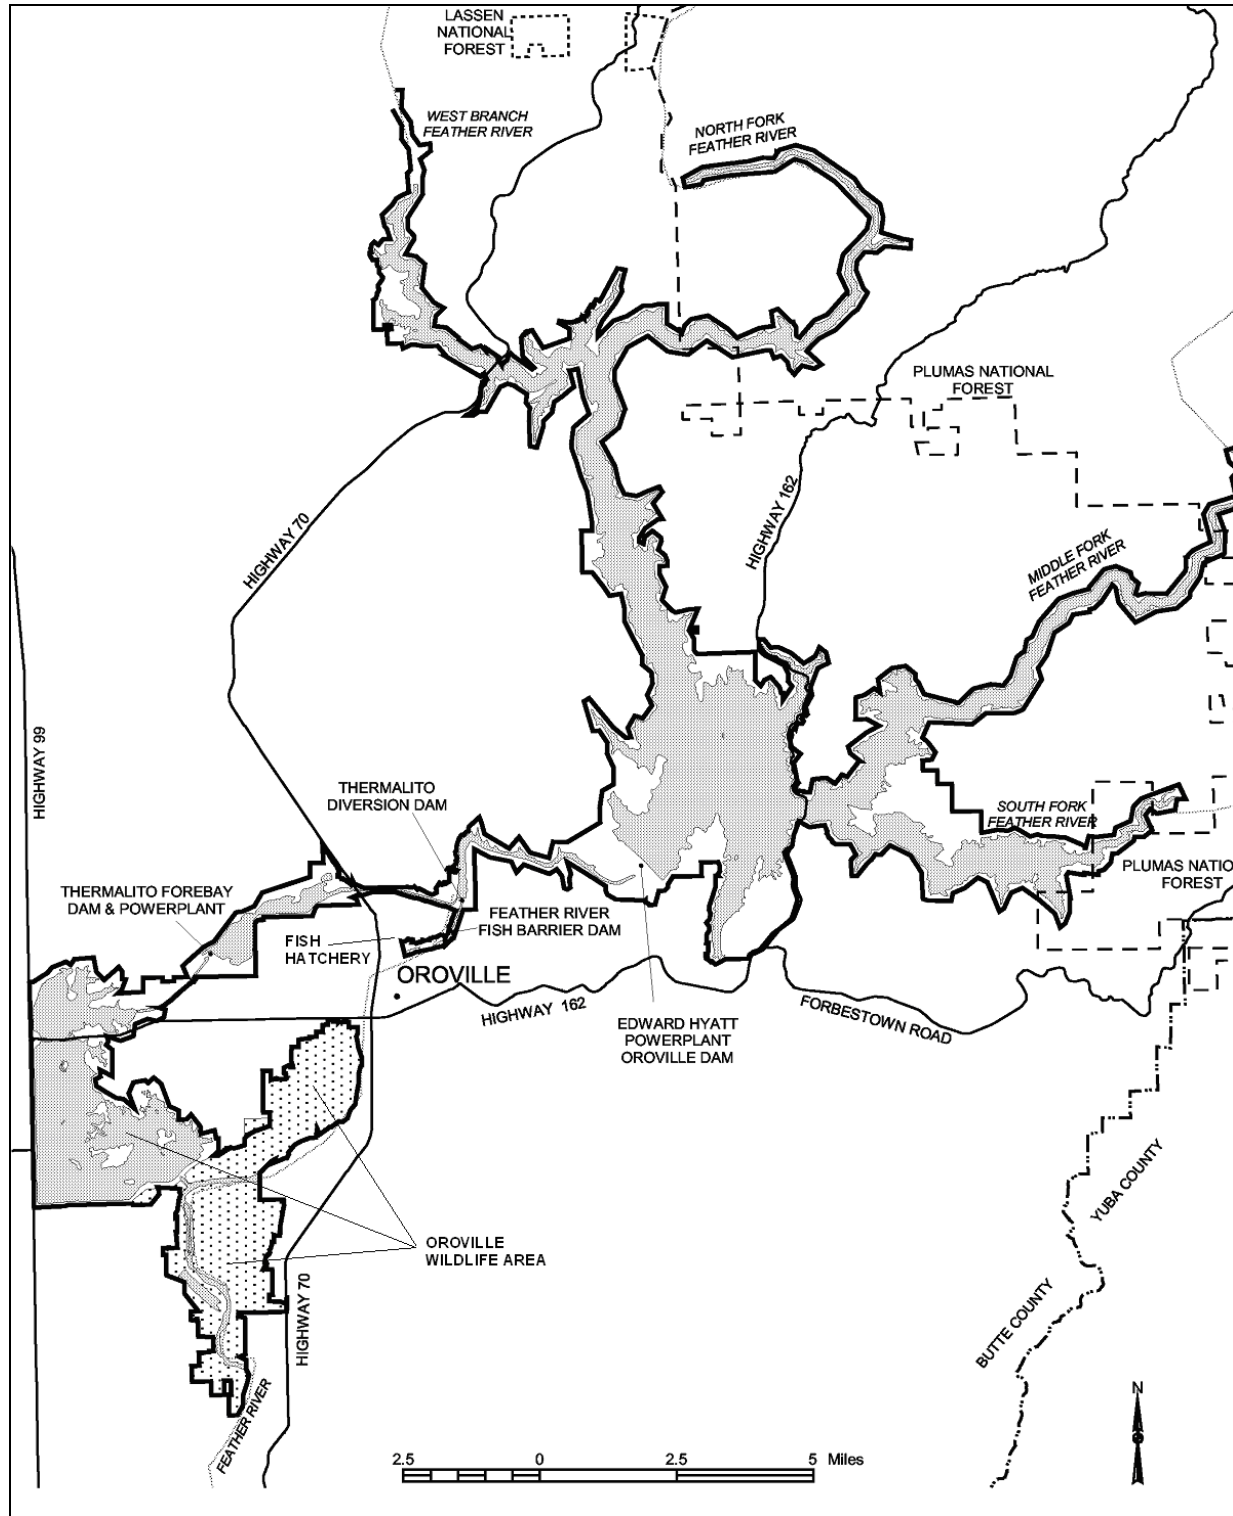 LASSEN
NATIONAL
FOREST
WEST BRANCH
FEATHER RIVER
NORTH FORK
FEATHER RIVER
PLUMAS NATIONAL
FOREST
HIGHWAY 70
HIGHWAY 162
MIDDLE FORK
FEATHER RIVER
HIGHWAY 99
THERMALITO
DIVERSION DAM
SOUTH FORK
FEATHER RIVER
PLUMAS NATIO
FOREST
THERMALITO FOREBAY
DAM & POWERPLANT
FEATHER RIVER
FISH BARRIER DAM
FISH
HATCHERY
OROVILLE
HIGHWAY 162
FORBESTOWN ROAD
EDWARD HYATT
POWERPLANT
OROVILLE DAM
YUBA COUNTY
OROVILLE
WILDLIFE AREA
HIGHWAY 70
BUTTE COUNTY
FEATHER RIVER
N
2.5 0 2.5 5 Miles